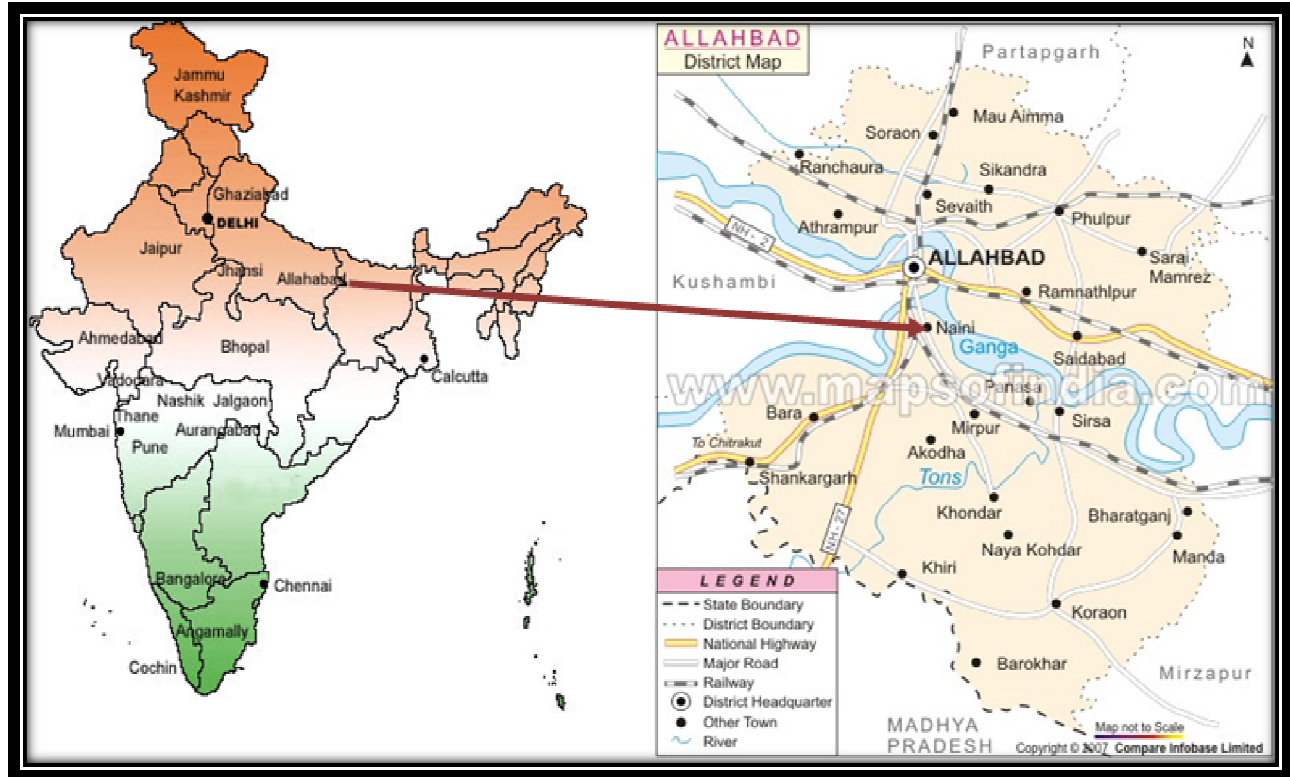 Jammu
Kashmir
Ghaziabad
DELHI
Jaipur
Jhansi
Allahabad
Ahmedabad
Bhopal
Vadodara
Calcutta
Nashik Jalgaon
Thane
Mumbai
Aurangabad
Pune
Bangalore
Chennai
Angamally
Cochin
ALLAHBAD
District Map
Partapgarh
N
Mau Aimma
Soraon
Ranchaura
Sikandra
Sevaith
Phulpur
Athrampur
NH- 2
ALLAHBAD
Sarai
Mamrez
Kushambi
Ramnathlpur
Naini
Ganga
Saidabad
www.mapsofindia.com
Panasa
Bara
Mirpur
Sirsa
To Chitrakut
Akodha
Shankargarh
Tons
Khondar
Bharatganj
NH- 27
Naya Kohdar
Manda
Khiri
Koraon
Barokhar
Mirzapur
LEGEND
State Boundary
District Boundary
National Highway
Major Road
Railway
District Headquarter
Other Town
River
MADHYA
PRADESH
Map not to Scale
Copyright © 2007 Compare Infobase Limited